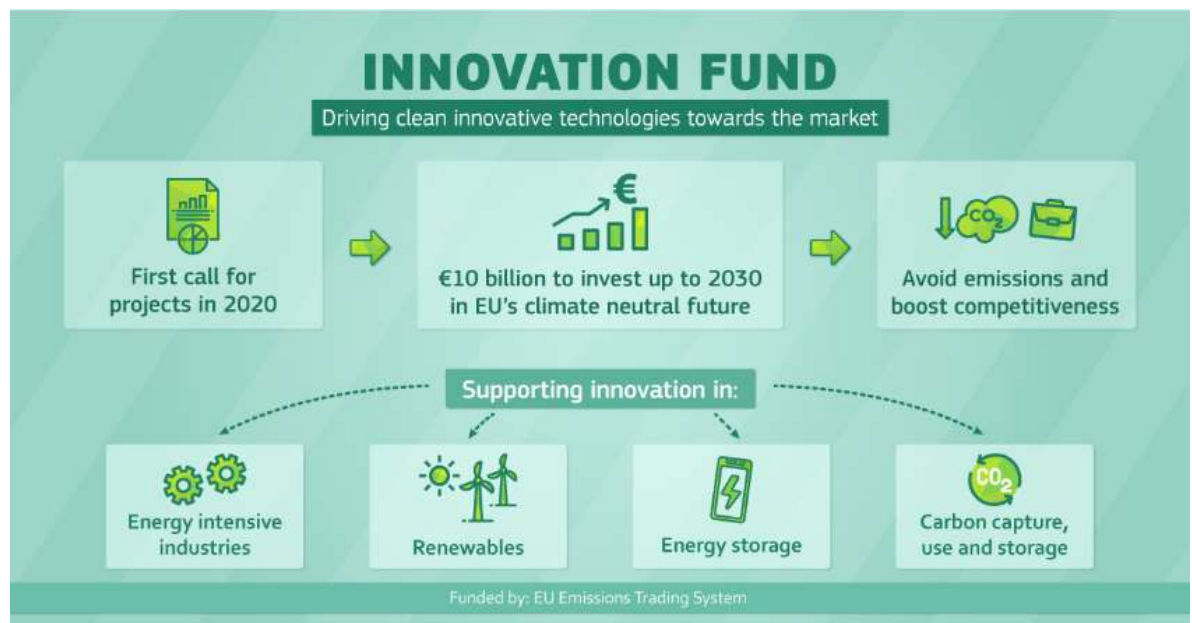 INNOVATION FUND
Driving clean innovative technologies towards the market
First call for
projects in 2020
€
€10 billion to invest up to 2030
in EU's climate neutral future
CO2
Avoid emissions and
boost competitiveness
Supporting innovation in:
Energy intensive
industries
Renewables
Energy storage
CO2
Carbon capture,
use and storage
Funded by: EU Emissions Trading System